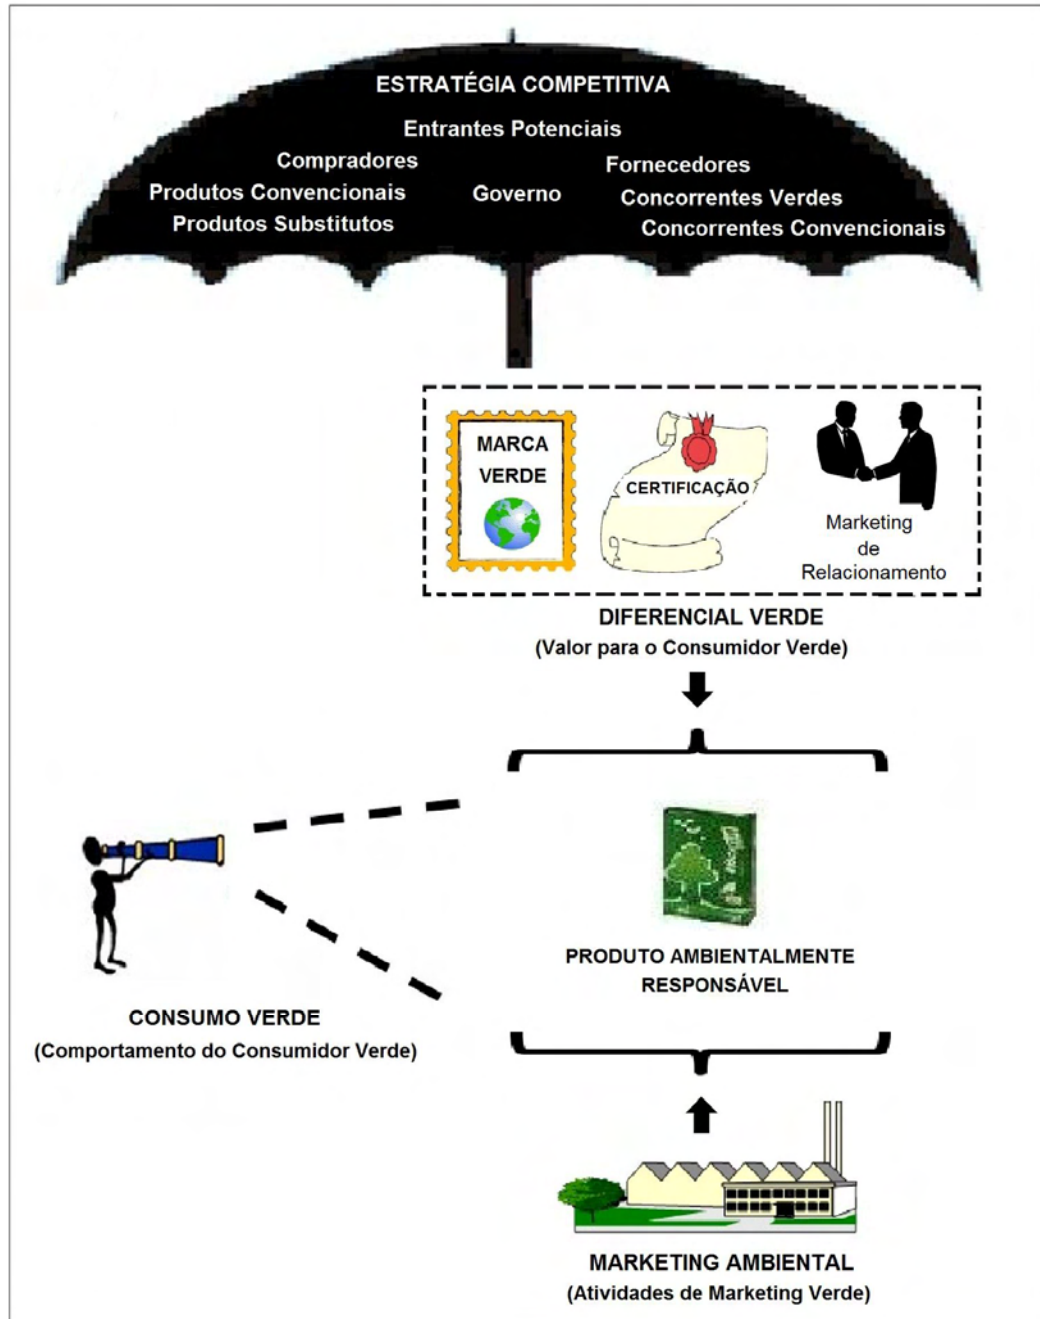 ESTRATÉGIA COMPETITIVA
Entrantes Potenciais
Compradores
Fornecedores
Produtos Convencionais
Governo
Concorrentes Verdes
Produtos Substitutos
Concorrentes Convencionais
MARCA
VERDE
CERTIFICAÇÃO
Marketing
de
Relacionamento
DIFERENCIAL VERDE
(Valor para o Consumidor Verde)
PRODUTO AMBIENTALMENTE
RESPONSÁVEL
CONSUMO VERDE
(Comportamento do Consumidor Verde)
MARKETING AMBIENTAL
(Atividades de Marketing Verde)